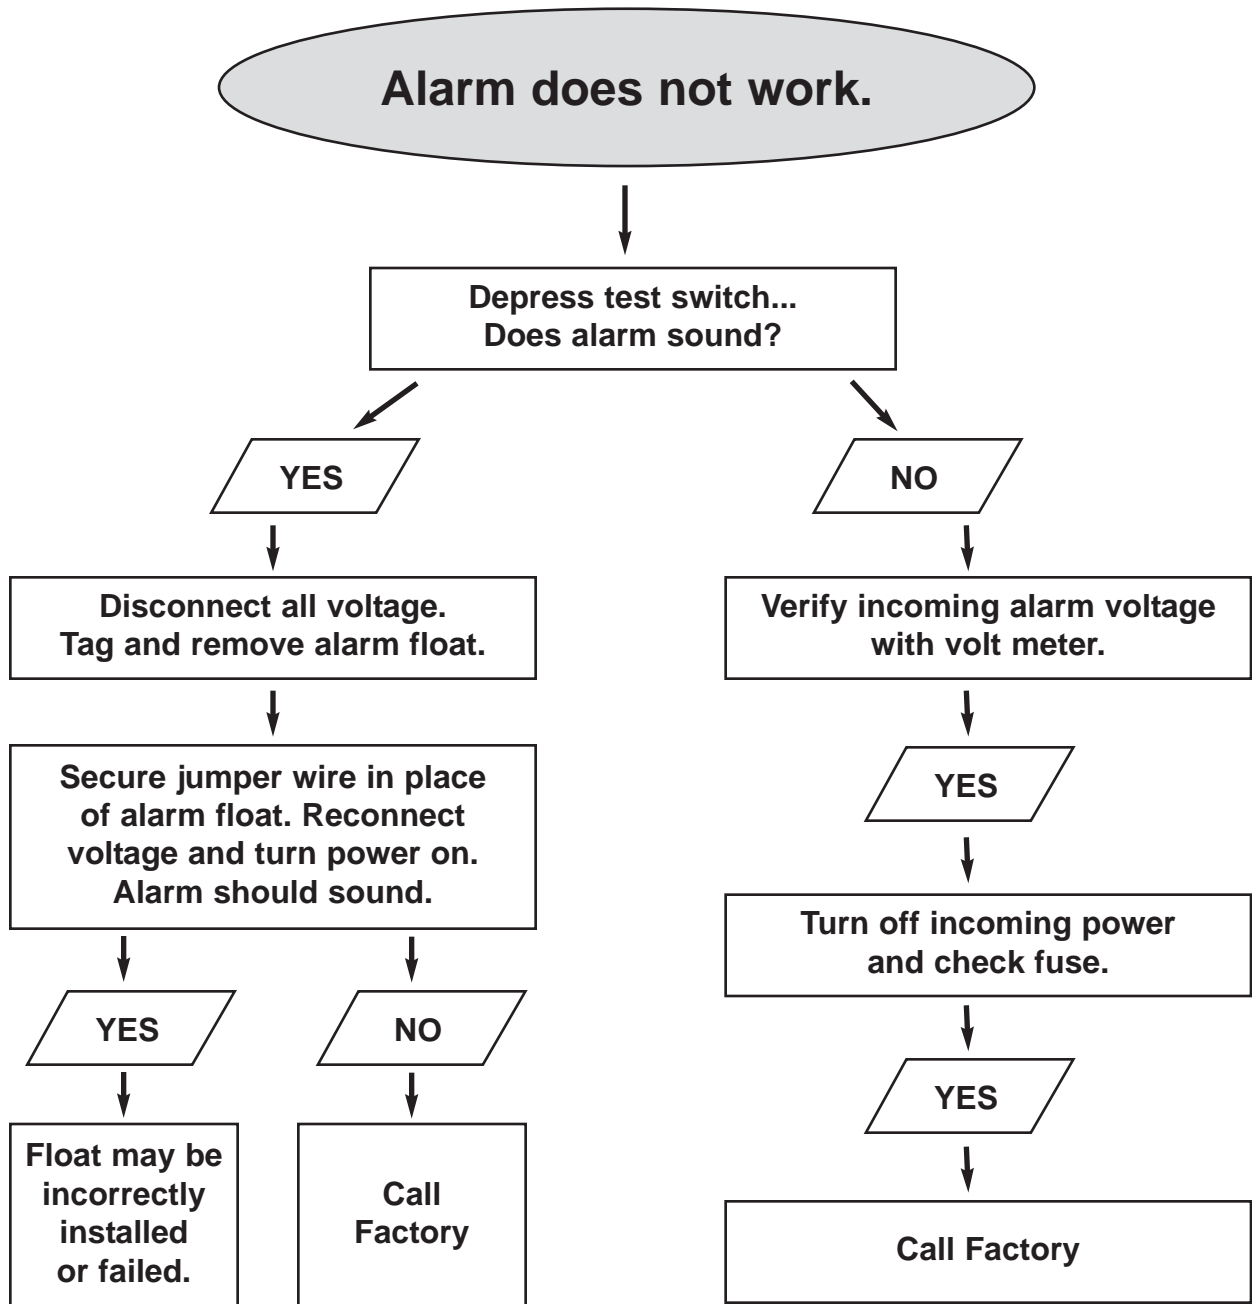 Alarm does not work.
Depress test switch...
Does alarm sound?
YES
Disconnect all voltage.
Tag and remove alarm float.
Secure jumper wire in place
of alarm float. Reconnect
voltage and turn power on.
Alarm should sound.
YES
Float may be
incorrectly
installed
or failed.
NO
Call
Factory
NO
Verify incoming alarm voltage
with volt meter.
YES
Turn off incoming power
and check fuse.
YES
Call Factory